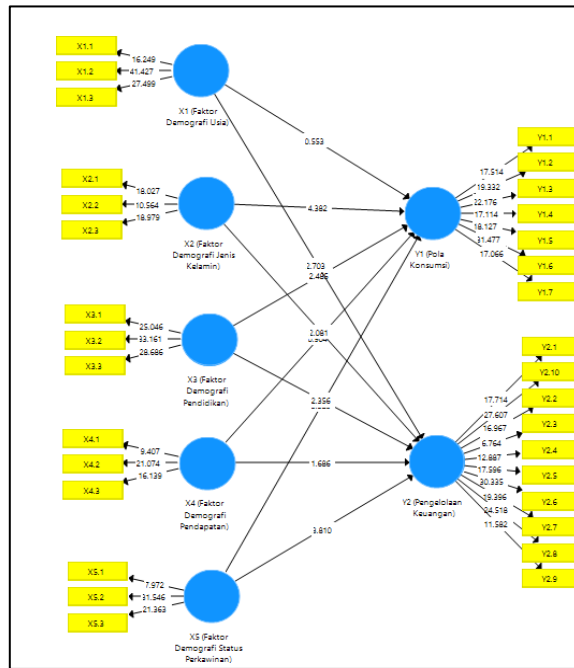 X1.1
X1.2
X1.3
16.249
41.427
27.499
X1 (Faktor
Demografi Usia)
X2.1
X2.2
X2.3
18.027
10.564
18.979
X2 (Faktor
Demografi Jenis
Kelamin)
X3.1
X3.2
X3.3
25.046
33.161
28.686
X3 (Faktor
Demografi
Pendidikan)
X4.1
X4.2
X4.3
9.407
21.074
16.139
X4 (Faktor
Demografi
Pendapatan)
X5.1
X5.2
X5.3
7.972
31.546
21.363
X5 (Faktor
Demografi Status
Perkawinan)
0.553
4.382
2.703
2.081
2.356
1.686
3.810
Y1 (Pola
Konsumsi)
17.514
19.332
22.176
17.114
18.127
31.477
17.066
Y1.1
Y1.2
Y1.3
Y1.4
Y1.5
Y1.6
Y1.7
Y2 (Pengelolaan
Keuangan)
17.714
27.607
16.967
6.764
12.887
17.596
30.335
19.396
24.518
11.582
Y2.1
Y2.10
Y2.2
Y2.3
Y2.4
Y2.5
Y2.6
Y2.7
Y2.8
Y2.9